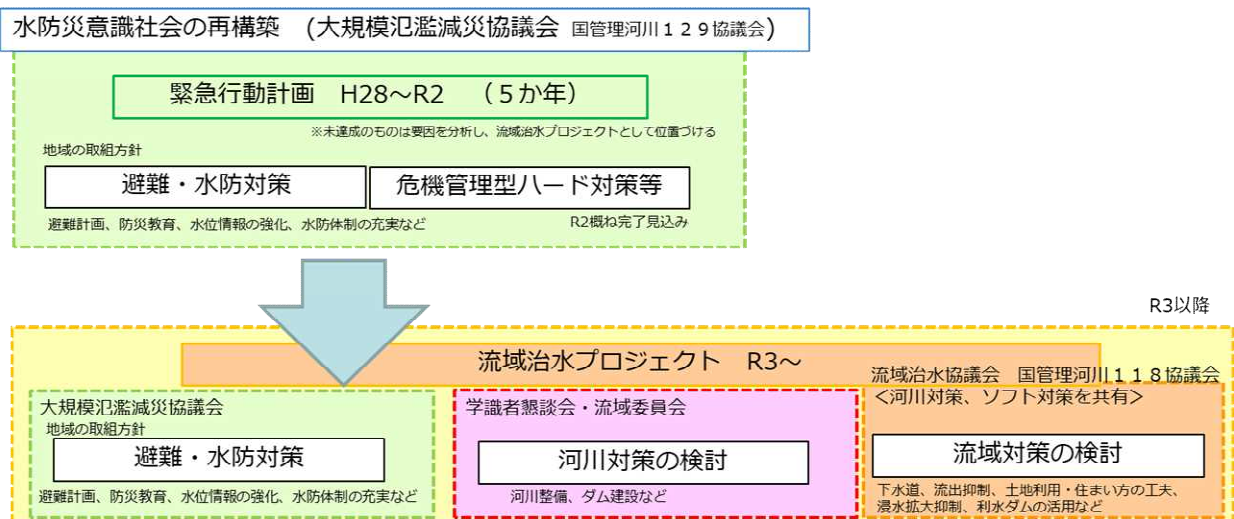 水防災意識社会の再構築 (大規模氾濫減災協議会 国管理河川１２９協議会)
緊急行動計画 H28～R2 （５か年）
※未達成のものは要因を分析し、流域治水プロジェクトとして位置づける
地域の取組方針
避難・水防対策
危機管理型ハード対策等
避難計画、防災教育、水位情報の強化、水防体制の充実など
R2概ね完了見込み
R3以降
流域治水プロジェクト R3～
大規模氾濫減災協議会
地域の取組方針
避難・水防対策
避難計画、防災教育、水位情報の強化、水防体制の充実など
学識者懇談会・流域委員会
河川対策の検討
河川整備、ダム建設など
流域治水協議会 国管理河川１１８協議会
＜河川対策、ソフト対策を共有＞
流域対策の検討
下水道、流出抑制、土地利用・住まい方の工夫、
浸水拡大抑制、利水ダムの活用など